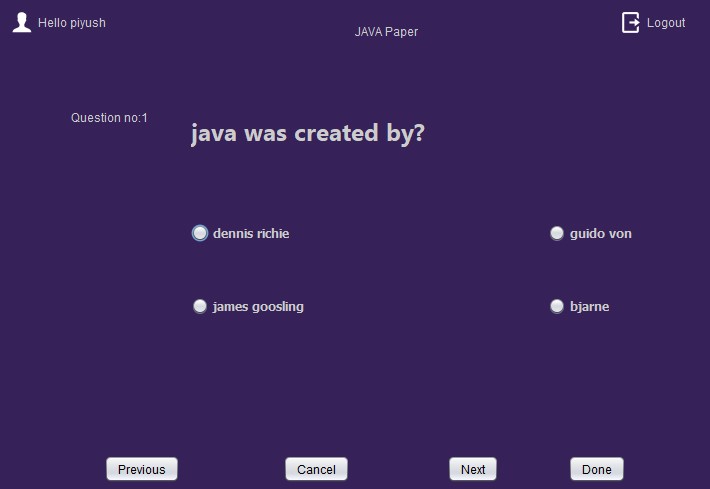 Hello piyush
JAVA Paper
Logout
Question no:1
java was created by?
dennis richie
guido von
james goosling
bjarne
Previous
Cancel
Next
Done